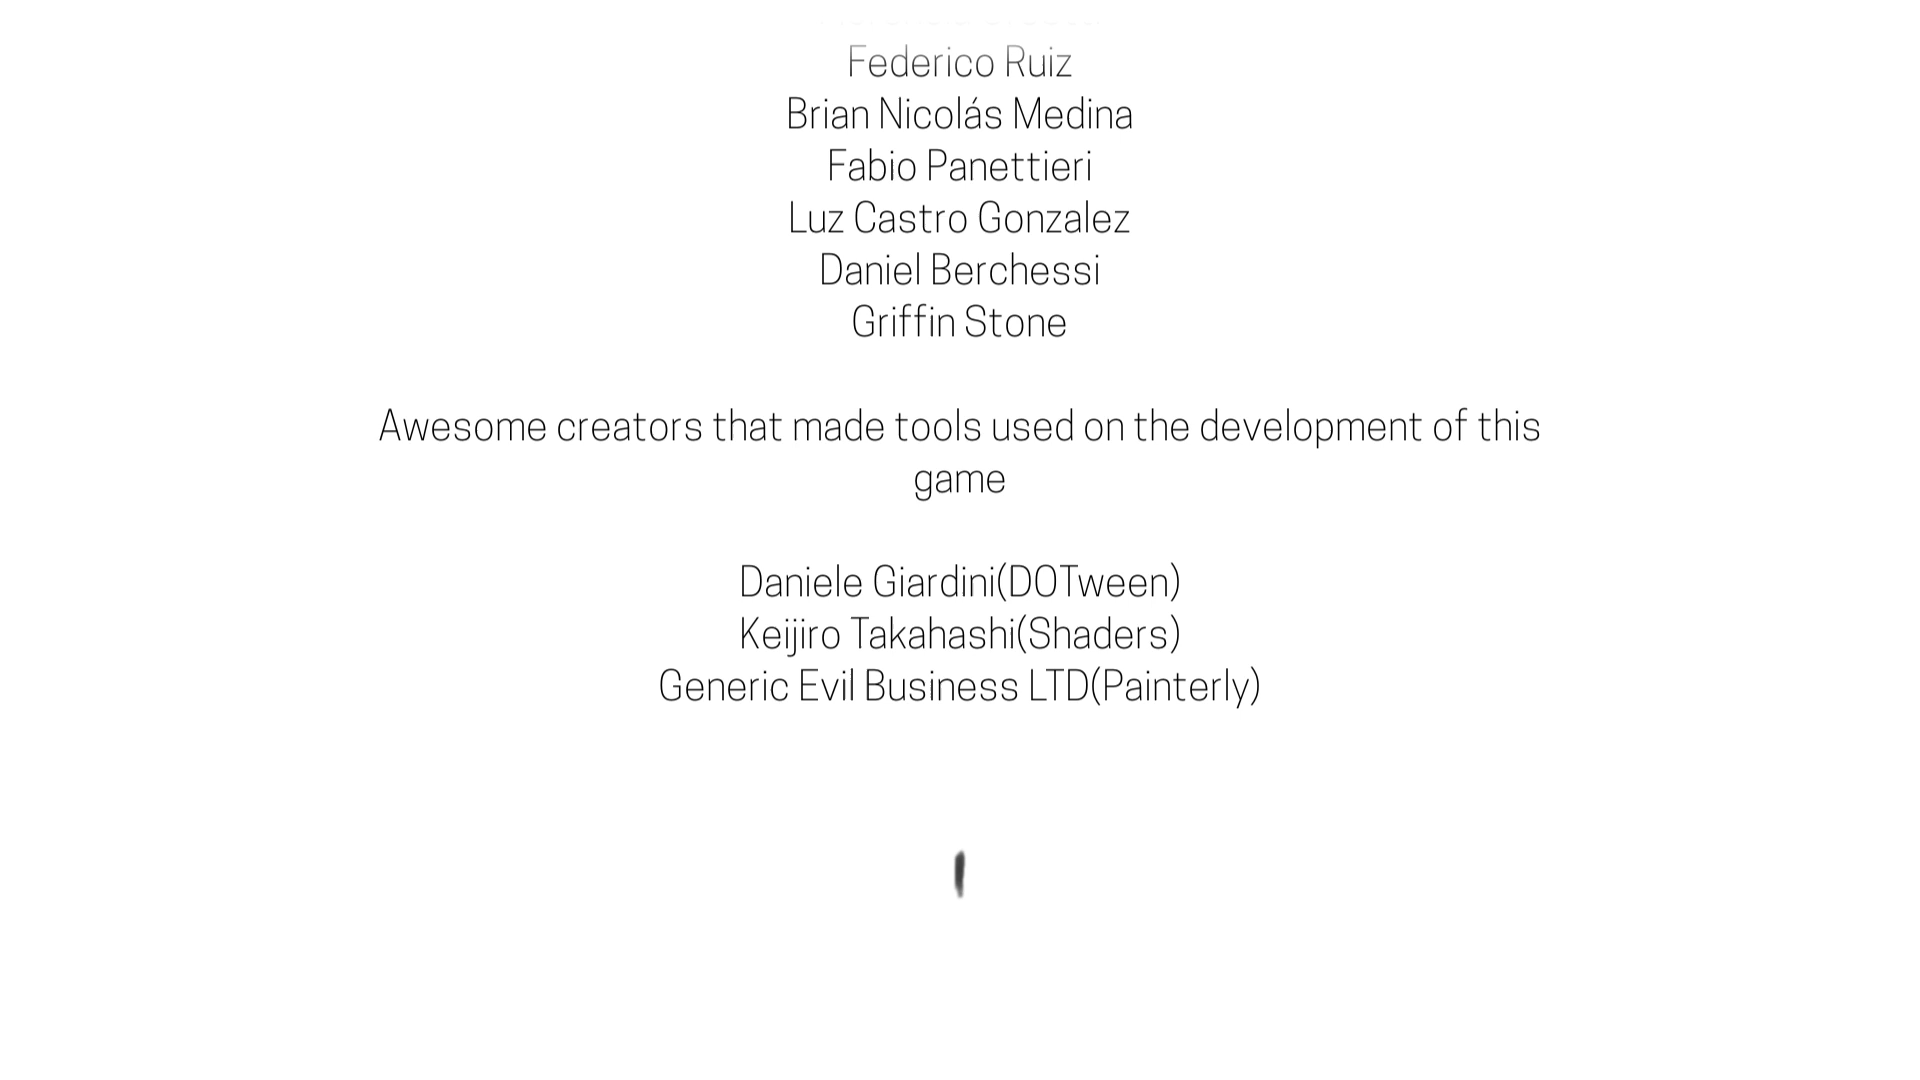 Federico Ruiz
Brian Nicolás Medina
Fabio Panettieri
Luz Castro Gonzalez
Daniel Berchessi
Griffin Stone
Awesome creators that made tools used on the development of this
game
Daniele Giardini(DOTween)
Keijiro Takahashi(Shaders)
Generic Evil Business LTD(Painterly)